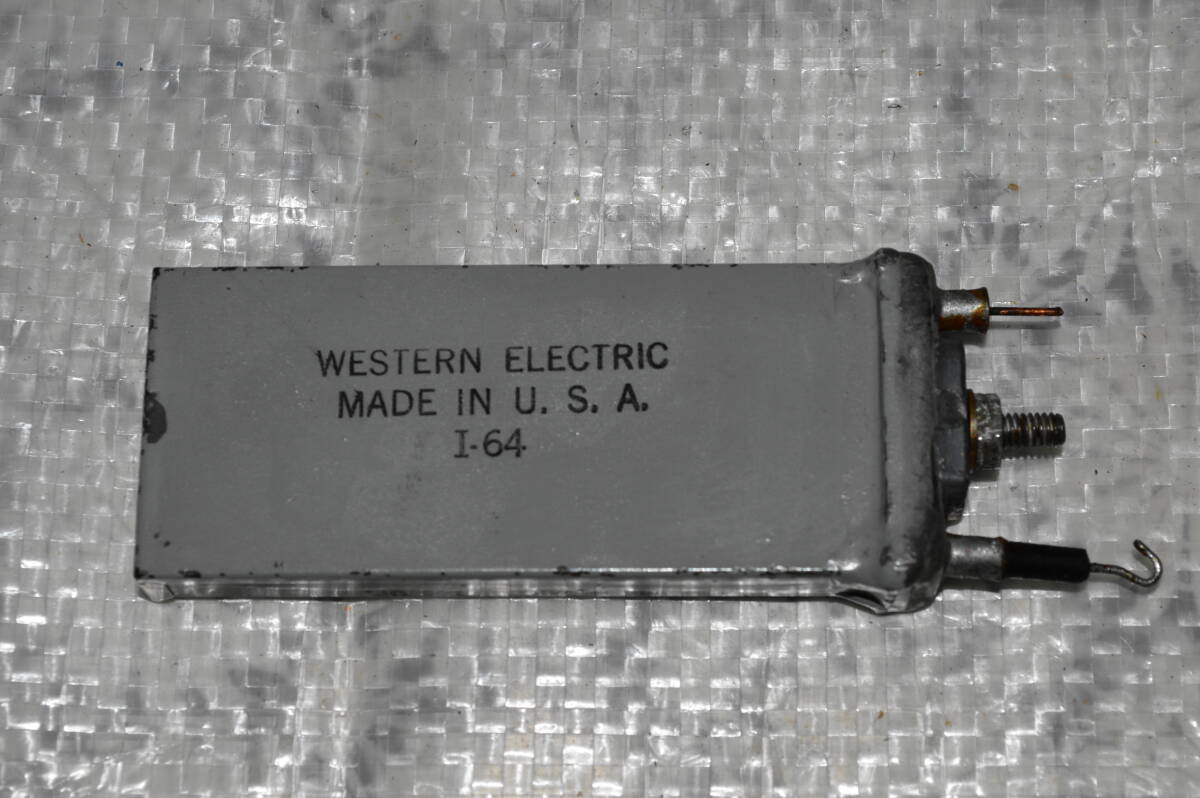 WESTERN ELECTRIC
MADE IN U. S. A.
I-64